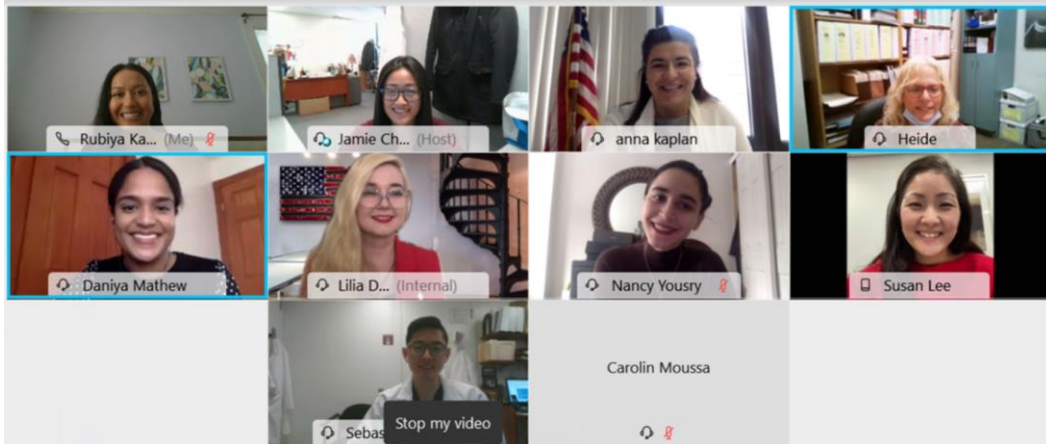 Rubiya Ka... (Me)
Jamie Ch... (Host)
anna kaplan
Heide
Daniya Mathew
Lilia D... (Internal)
Nancy Yousry
Susan Lee
Sebas
Stop my video
Carolin Moussa